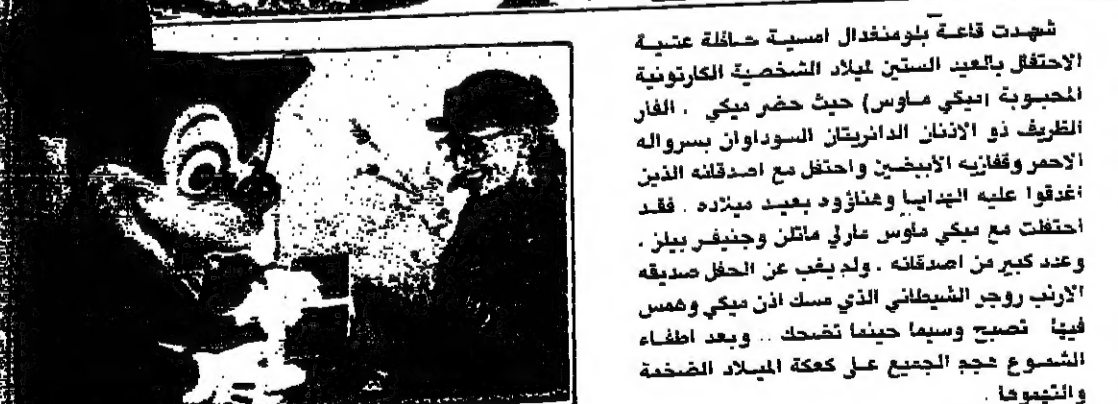 شهدت قاعة بلومنغدال امسية حافلة عشية
الاحتفال بالعيد الستين لميلاد الشخصية الكارتونية
المحبوبة (ميكي ماوس) حيث حضر ميكي . الفار
الظريف ذو الاذنان الدائريتان السوداوان بسرواله
الاحمر وقفازيه الأبيضين واحتفل مع اصدقائه الذين
اغدقوا عليه الهدايا وهناؤوه بعيد ميلاده . فقد
احتفلت مع ميكي ماوس مارلي ماتلن وجنيفر بيلز .
وعدد كبير من اصدقائه . ولم يغب عن الحفل صديقه
الارنب روجر الشيطاني الذي مسك اذن ميكي وهمس
فيها تصبح وسيما حينما تضحك .. وبعد اطفاء
الشموع هجم الجميع على كعكة الميلاد الضخمة
والتهموها .